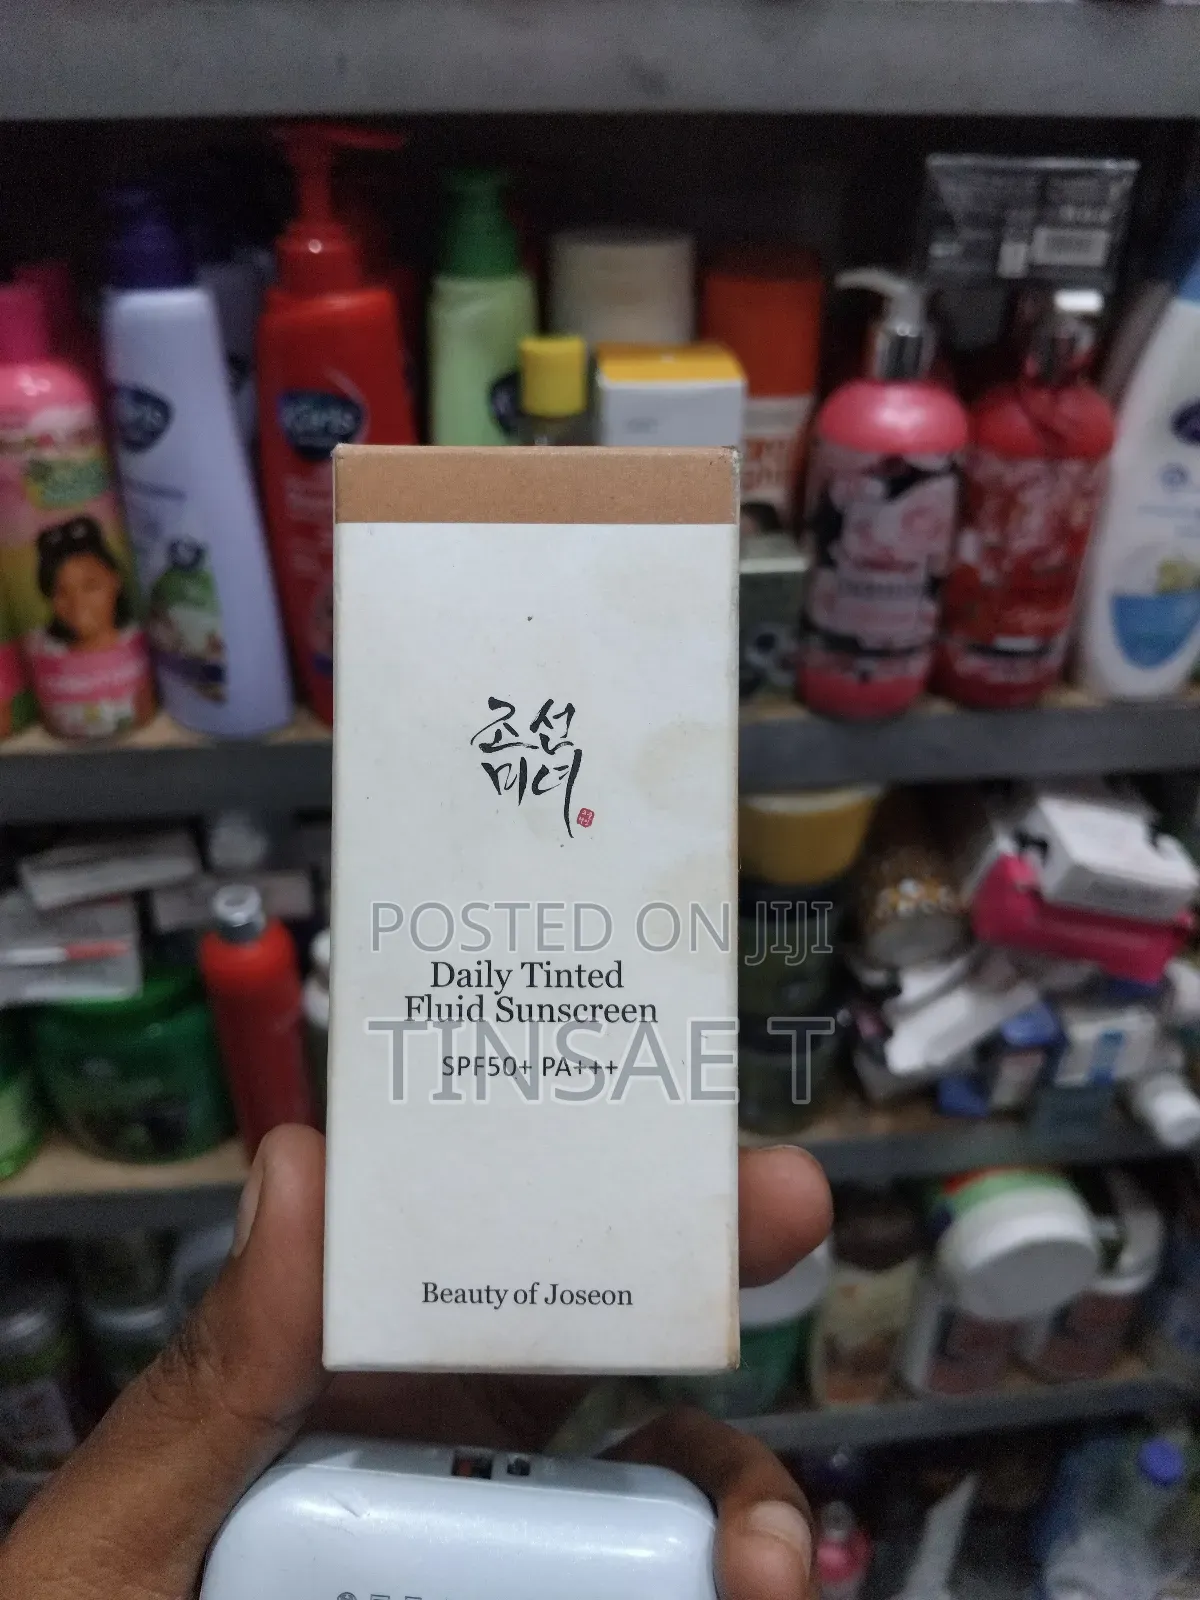 조선
미녀
POSTED ON JIJI
Daily Tinted
Fluid Sunscreen
TINSAE T
SPF50+ PA+++
Beauty of Joseon